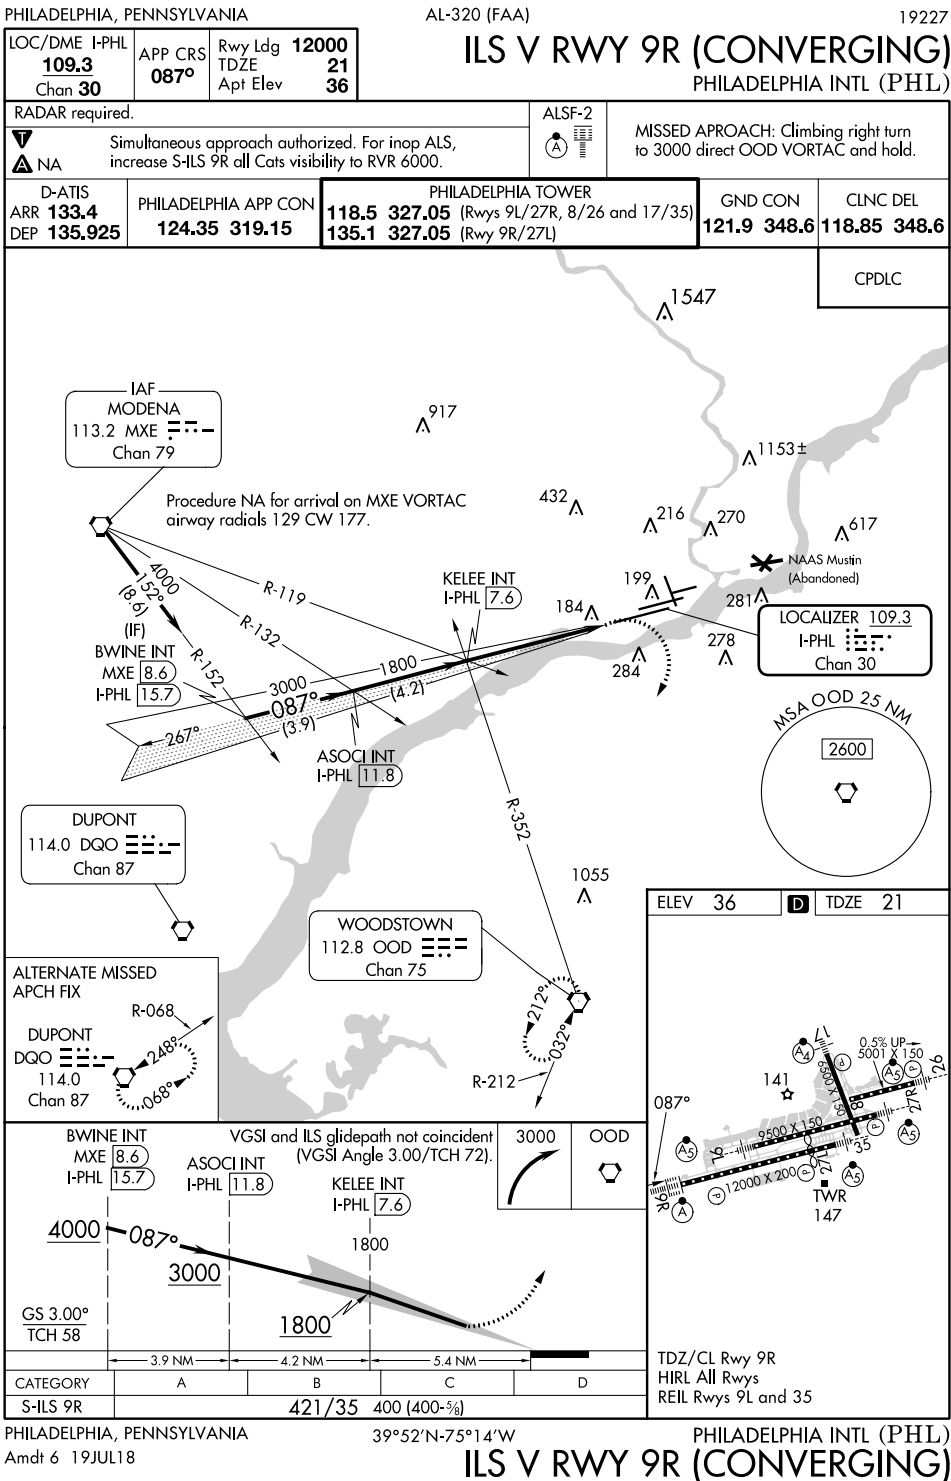 PHILADELPHIA, PENNSYLVANIA
AL-320 (FAA)
19227
LOC/DME I-PHL
109.3
Chan 30
APP CRS
087°
Rwy Ldg 12000
TDZE 21
Apt Elev 36
ILS V RWY 9R (CONVERGING)
PHILADELPHIA INTL (PHL)
RADAR required.
T
A NA
Simultaneous approach authorized. For inop ALS,
increase S-ILS 9R all Cats visibility to RVR 6000.
ALSF-2
A
MISSED APROACH: Climbing right turn
to 3000 direct OOD VORTAC and hold.
D-ATIS
ARR 133.4
DEP 135.925
PHILADELPHIA APP CON
124.35 319.15
PHILADELPHIA TOWER
118.5 327.05 (Rwys 9L/27R, 8/26 and 17/35)
135.1 327.05 (Rwy 9R/27L)
GND CON
121.9 348.6
CLNC DEL
118.85 348.6
CPDLC
1547
IAF
MODENA
113.2 MXE
Chan 79
917
1153±
Procedure NA for arrival on MXE VORTAC
airway radials 129 CW 177.
432
216
270
617
NAAS Mustin
(Abandoned)
4000
152°
(8.6)
(IF)
R-119
R-132
R-152
KELEE INT
I-PHL 7.6
199
184
281
LOCALIZER 109.3
I-PHL
Chan 30
BWINE INT
MXE 8.6
I-PHL 15.7
3000
087°
(3.9)
1800
(4.2)
284
278
267°
ASOCI INT
I-PHL 11.8
MSA OOD 25 NM
2600
R-352
DUPONT
114.0 DQO
Chan 87
1055
WOODSTOWN
112.8 OOD
Chan 75
212°
032°
R-212
ALTERNATE MISSED
APCH FIX
R-068
DUPONT
DQO
114.0
Chan 87
248°
068°
ELEV 36
D
TDZE 21
17
A4
P
0.5% UP
5001 X 150
A5
P
26
6500 X 150
141
8
27R
087°
9500 X 150
P
A5
A5
9L
35
12000 X 200
P
P
27L
A5
9R
A
TWR
147
TDZ/CL Rwy 9R
HIRL All Rwys
REIL Rwys 9L and 35
BWINE INT
MXE 8.6
I-PHL 15.7
VGSI and ILS glidepath not coincident
(VGSI Angle 3.00/TCH 72).
ASOCI INT
I-PHL 11.8
KELEE INT
I-PHL 7.6
3000
OOD
4000
087°
3000
1800
1800
GS 3.00°
TCH 58
3.9 NM
4.2 NM
5.4 NM
CATEGORY A B C D
S-ILS 9R 421/35 400 (400-⅝)
PHILADELPHIA, PENNSYLVANIA
Amdt 6 19JUL18
39°52'N-75°14'W
PHILADELPHIA INTL (PHL)
ILS V RWY 9R (CONVERGING)